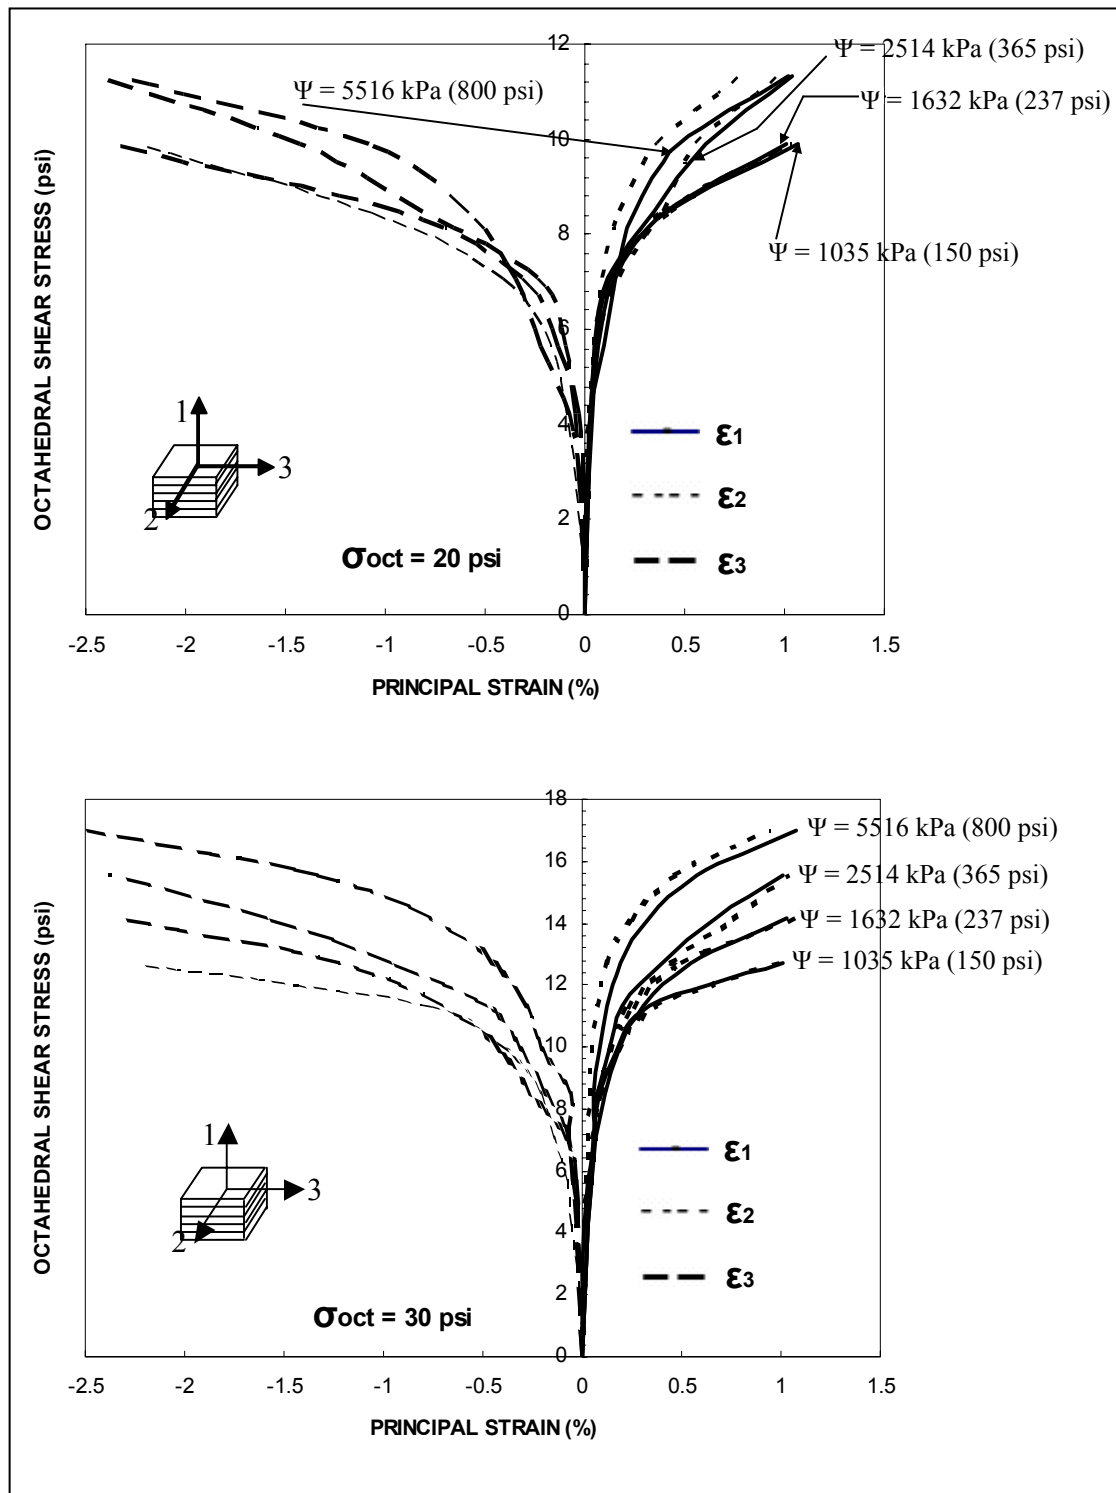 12
Ψ = 2514 kPa (365 psi)
Ψ = 5516 kPa (800 psi)
Ψ = 1632 kPa (237 psi)
10
8
Ψ = 1035 kPa (150 psi)
6
4
2
0
OCTAHEDRAL SHEAR STRESS (psi)
1
3
2
σoct = 20 psi
ε1
ε2
ε3
-2.5 -2 -1.5 -1 -0.5 0 0.5 1 1.5
PRINCIPAL STRAIN (%)
18
Ψ = 5516 kPa (800 psi)
16
Ψ = 2514 kPa (365 psi)
14
Ψ = 1632 kPa (237 psi)
Ψ = 1035 kPa (150 psi)
12
10
8
6
4
2
0
OCTAHEDRAL SHEAR STRESS (psi)
1
3
2
σoct = 30 psi
ε1
ε2
ε3
-2.5 -2 -1.5 -1 -0.5 0 0.5 1 1.5
PRINCIPAL STRAIN (%)